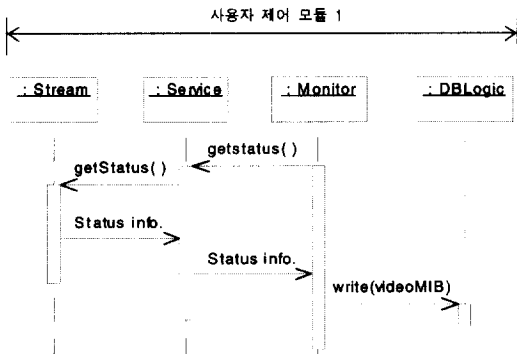 사용자 제어 모듈 1
: Stream
: Service
: Monitor
: DBLogic
getstatus( )
getStatus( )
Status info.
Status info.
write(videoMIB)